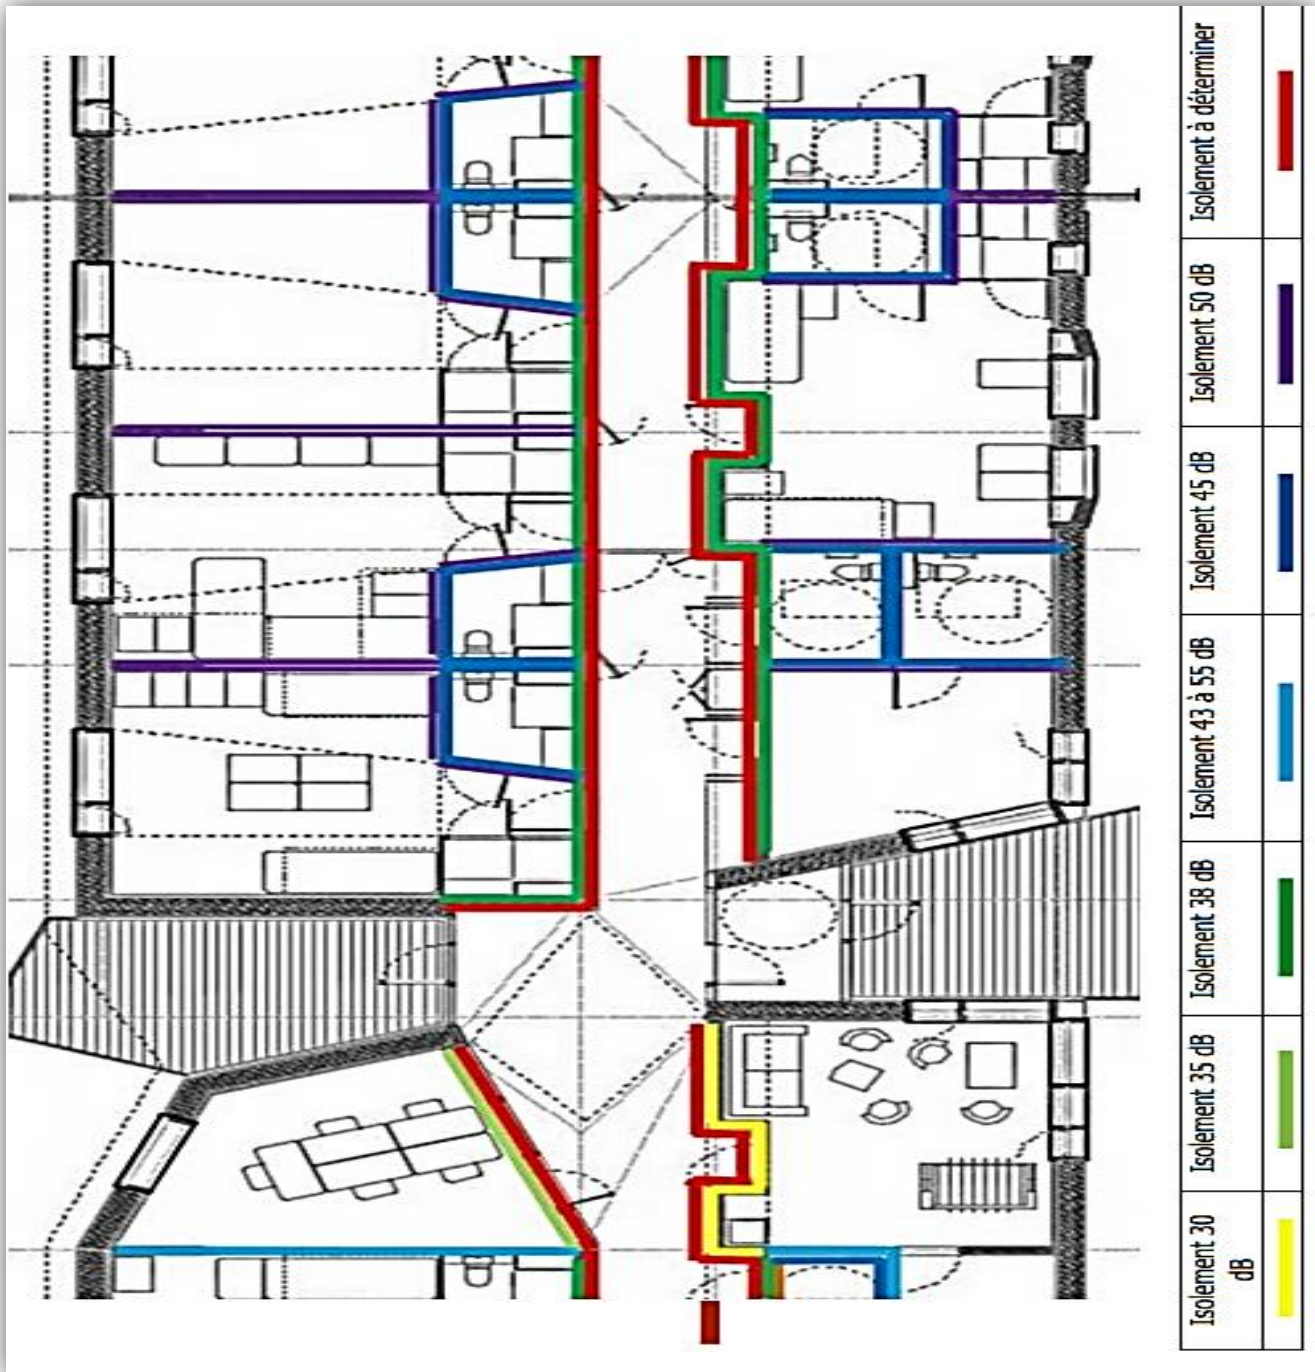 Isolement 30
dB
Isolement 35 dB
Isolement 38 dB
Isolement 43 à 55 dB
Isolement 45 dB
Isolement 50 dB
Isolement à déterminer